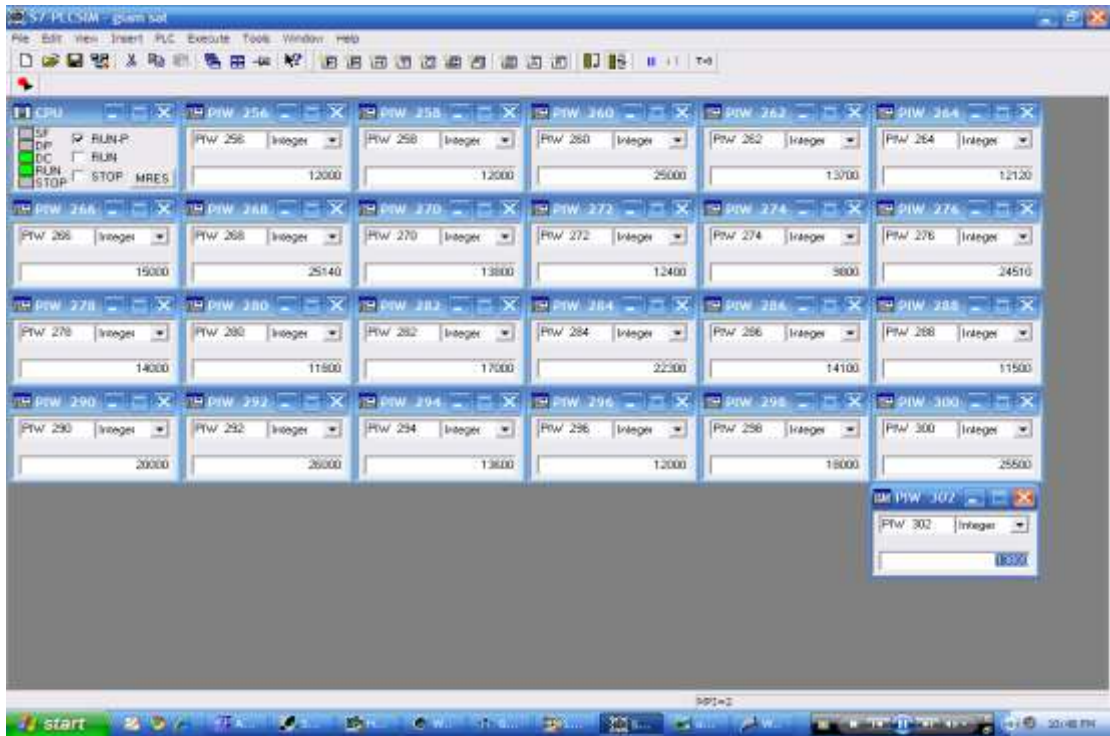 S7-PLCSIM - giam sat
File Edit View Insert PLC Execute Tools Window Help
T=0
CPU
SF
DP
DC
RUN
STOP
RUN-P
RUN
STOP MRES
PIW 256
PIW 256 Integer
12000
PIW 258
PIW 258 Integer
12000
PIW 260
PIW 260 Integer
25000
PIW 262
PIW 262 Integer
13700
PIW 264
PIW 264 Integer
12120
PIW 266
PIW 266 Integer
15000
PIW 268
PIW 268 Integer
25140
PIW 270
PIW 270 Integer
13800
PIW 272
PIW 272 Integer
12400
PIW 274
PIW 274 Integer
9800
PIW 276
PIW 276 Integer
24510
PIW 278
PIW 278 Integer
14000
PIW 280
PIW 280 Integer
11600
PIW 282
PIW 282 Integer
17000
PIW 284
PIW 284 Integer
22300
PIW 286
PIW 286 Integer
14100
PIW 288
PIW 288 Integer
11500
PIW 290
PIW 290 Integer
20000
PIW 292
PIW 292 Integer
26000
PIW 294
PIW 294 Integer
13600
PIW 296
PIW 296 Integer
12000
PIW 298
PIW 298 Integer
PIW 300
PIW 300 Integer
25500
PIW 302
PIW 302 Integer
MPI=2
start
10:48 PM